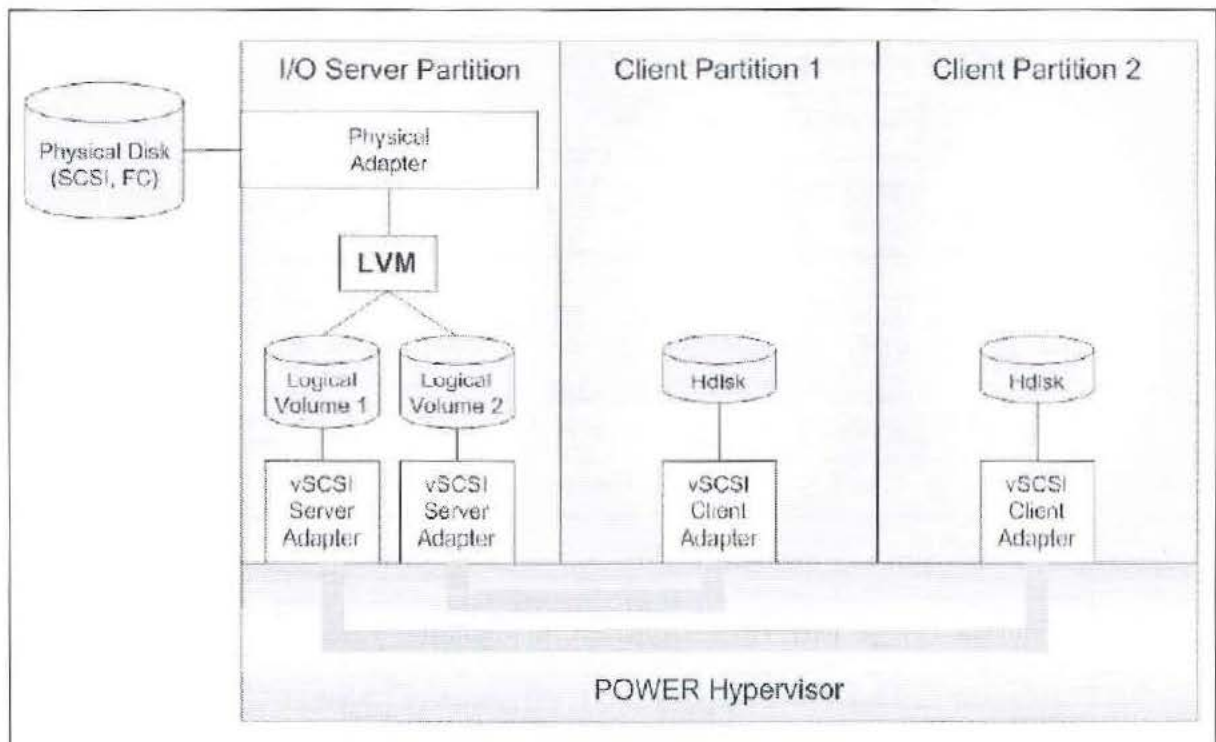 I/O Server Partition
Client Partition 1
Client Partition 2
Physical Disk
(SCSI, FC)
Physical
Adapter
LVM
Logical
Volume 1
Logical
Volume 2
Hdisk
Hdisk
vSCSI
Server
Adapter
vSCSI
Server
Adapter
vSCSI
Client
Adapter
vSCSI
Client
Adapter
POWER Hypervisor